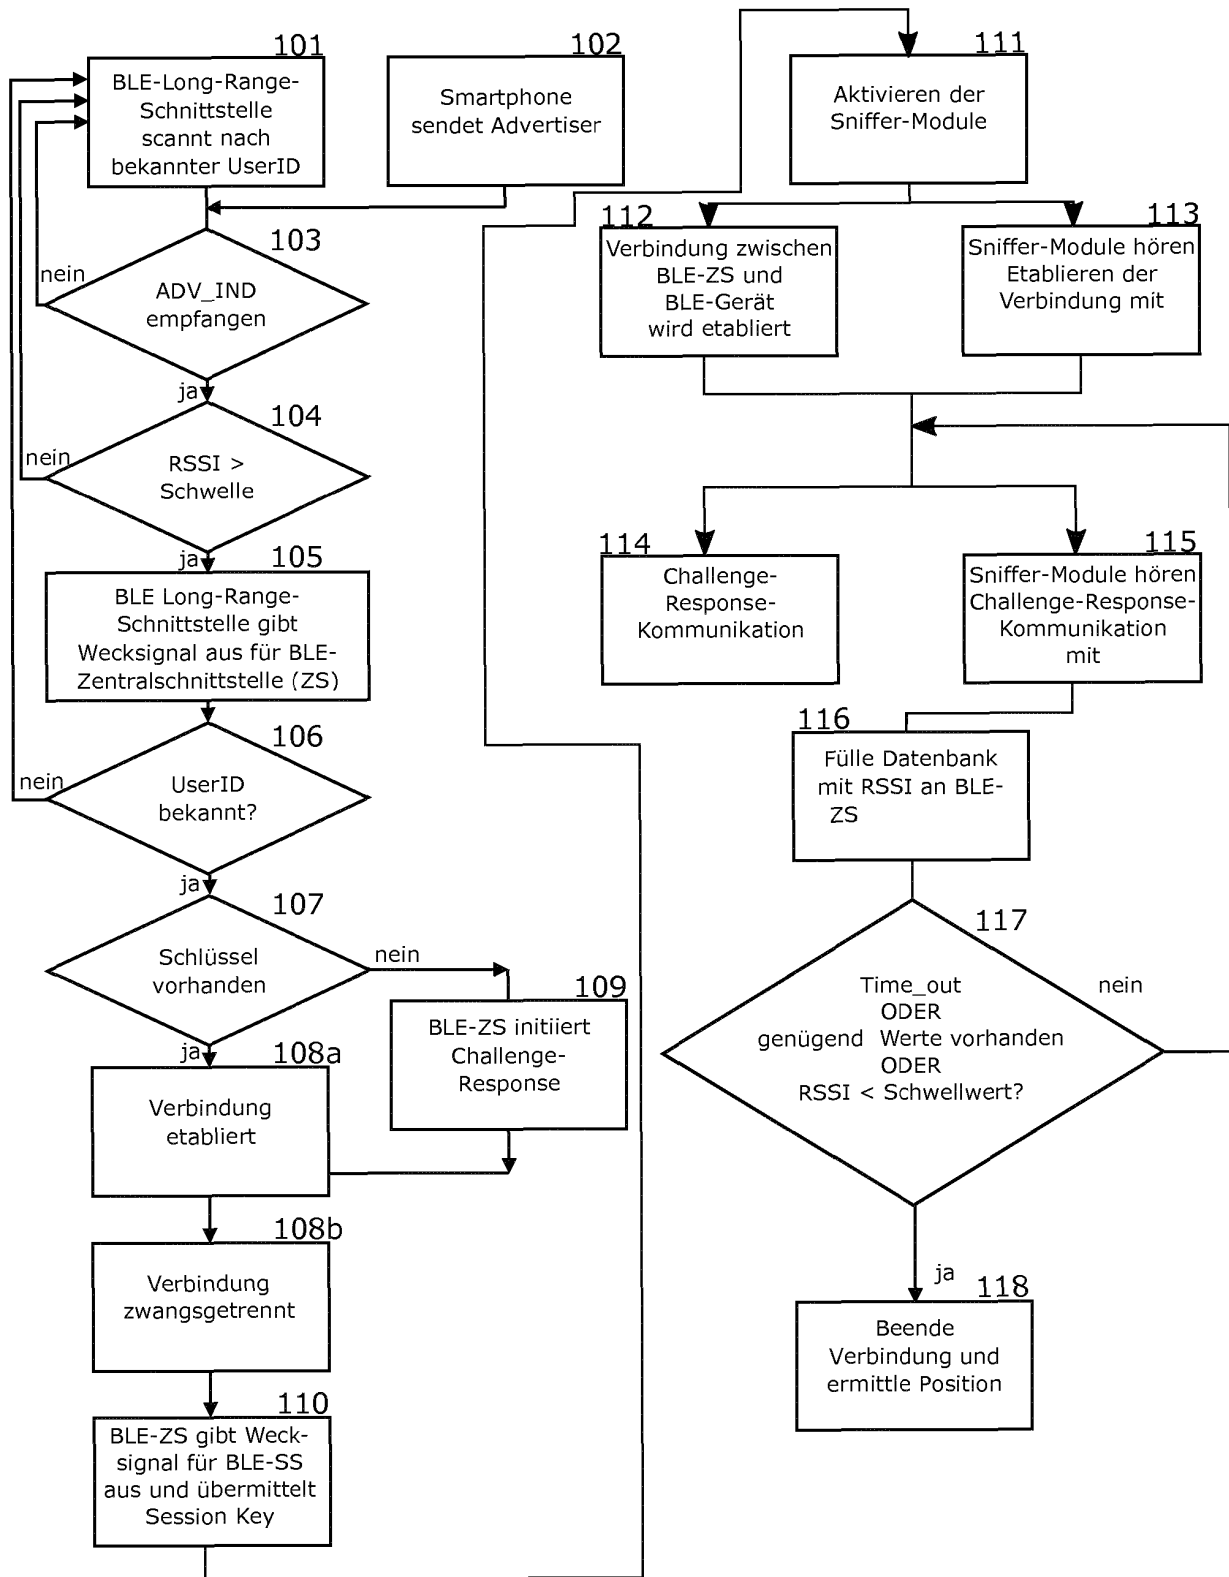 101
BLE-Long-Range-
Schnittstelle
scannt nach
bekannter UserID
102
Smartphone
sendet Advertiser
103
nein
ADV_IND
empfangen
ja
104
nein
RSSI >
Schwelle
ja
105
BLE Long-Range-
Schnittstelle gibt
Wecksignal aus für BLE-
Zentralschnittstelle (ZS)
106
nein
UserID
bekannt?
ja
107
Schlüssel
vorhanden
nein
ja
109
BLE-ZS initiiert
Challenge-
Response
108a
Verbindung
etabliert
108b
Verbindung
zwangsgetrennt
110
BLE-ZS gibt Weck-
signal für BLE-SS
aus und übermittelt
Session Key
111
Aktivieren der
Sniffer-Module
112
Verbindung zwischen
BLE-ZS und
BLE-Gerät
wird etabliert
113
Sniffer-Module hören
Etablieren der
Verbindung mit
114
Challenge-
Response-
Kommunikation
115
Sniffer-Module hören
Challenge-Response-
Kommunikation
mit
116
Fülle Datenbank
mit RSSI an BLE-
ZS
117
Time_out
ODER
genügend Werte vorhanden
ODER
RSSI < Schwellwert?
nein
ja
118
Beende
Verbindung und
ermittle Position